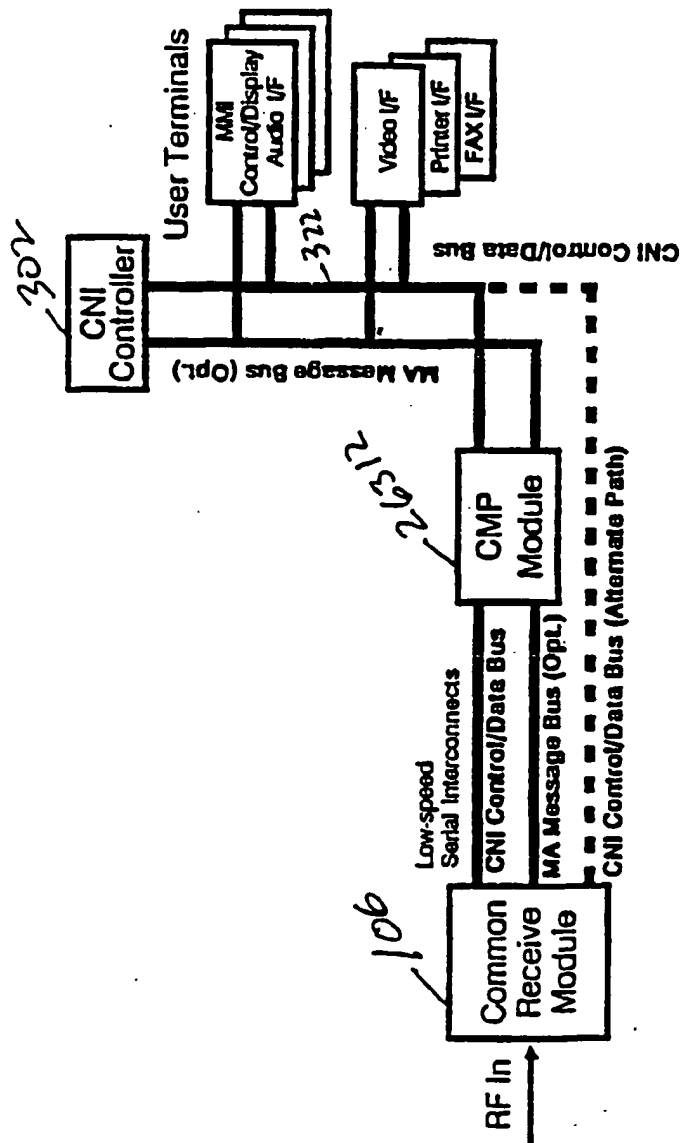 RF In
106
Common
Receive
Module
Low-speed
Serial Interconnects
CNI Control/Date Bus
MA Message Bus (Opt.)
CNI Control/Data Bus (Alternate Path)
26312
CMP
Module
302
CNI
Controller
MA Message Bus (Opt.)
322
CNI Control/Data Bus
User Terminals
MMI
Control/Display
Audio I/F
Video I/F
Printer I/F
FAX I/F